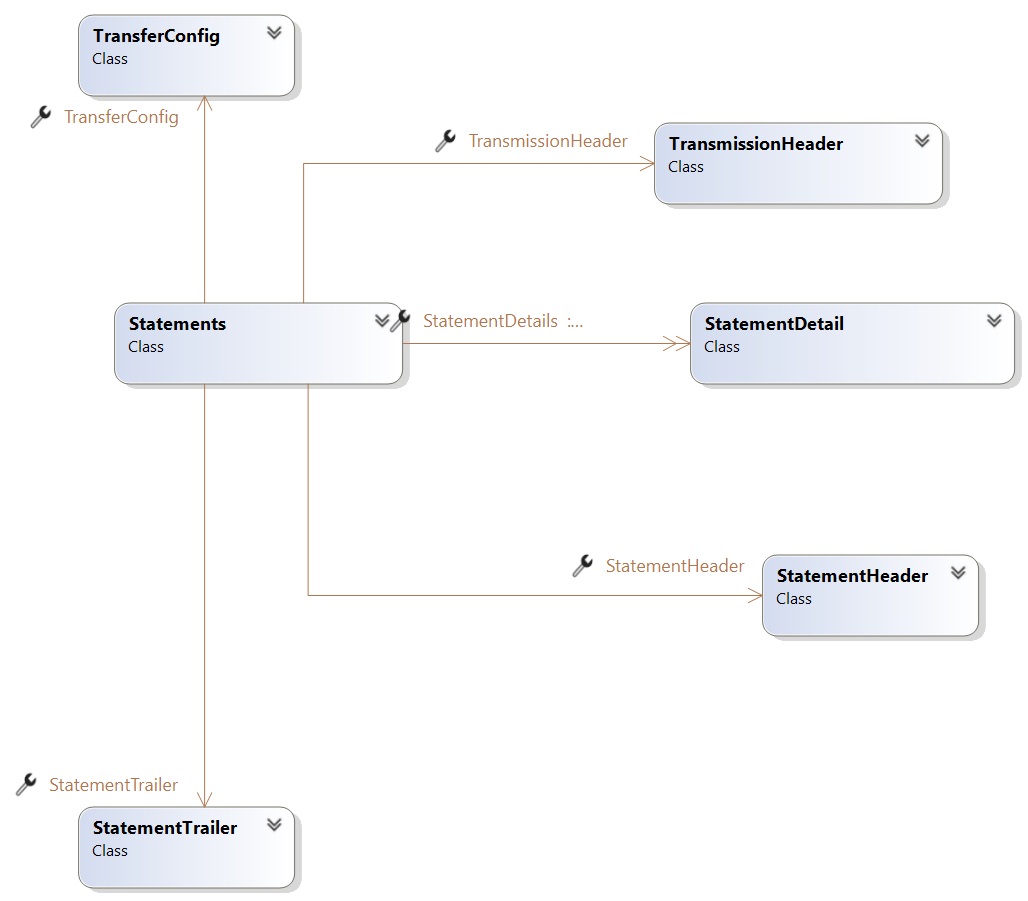 TransferConfig
Class
TransferConfig
TransmissionHeader
TransmissionHeader
Class
Statements
Class
StatementDetails :...
StatementDetail
Class
StatementHeader
StatementHeader
Class
StatementTrailer
StatementTrailer
Class